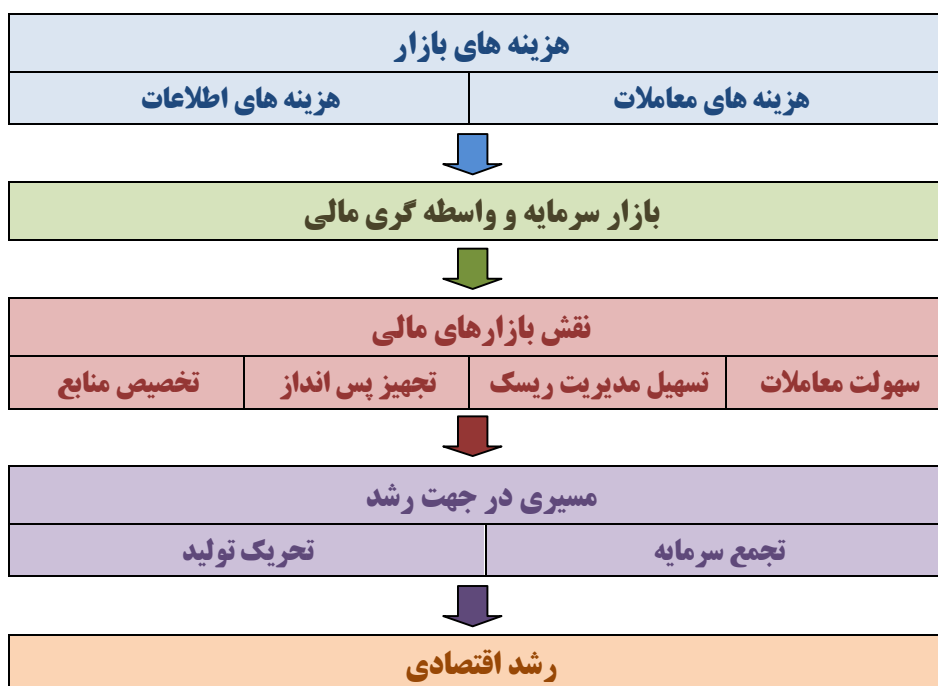 هزینه های بازار
هزینه های معاملات
هزینه های اطلاعات
بازار سرمایه و واسطه گری مالی
نقش بازارهای مالی
سهولت معاملات
تسهیل مدیریت ریسک
تجهیز پس انداز
تخصیص منابع
مسیری در جهت رشد
تجمع سرمایه
تحریک تولید
رشد اقتصادی